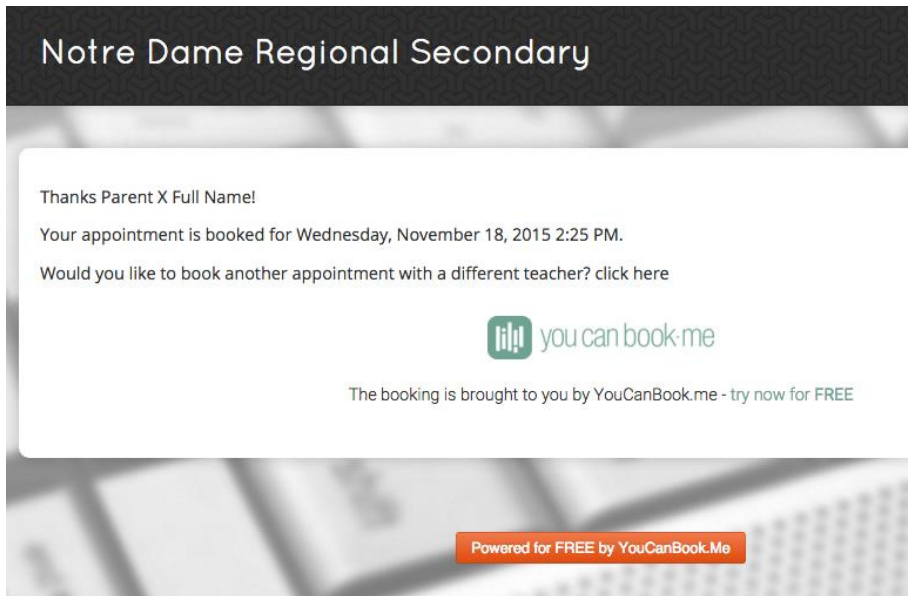 Notre Dame Regional Secondary
Thanks Parent X Full Name!
Your appointment is booked for Wednesday, November 18, 2015 2:25 PM.
Would you like to book another appointment with a different teacher? click here
you can book·me
The booking is brought to you by YouCanBook.me - try now for FREE
Powered for FREE by YouCanBook.Me